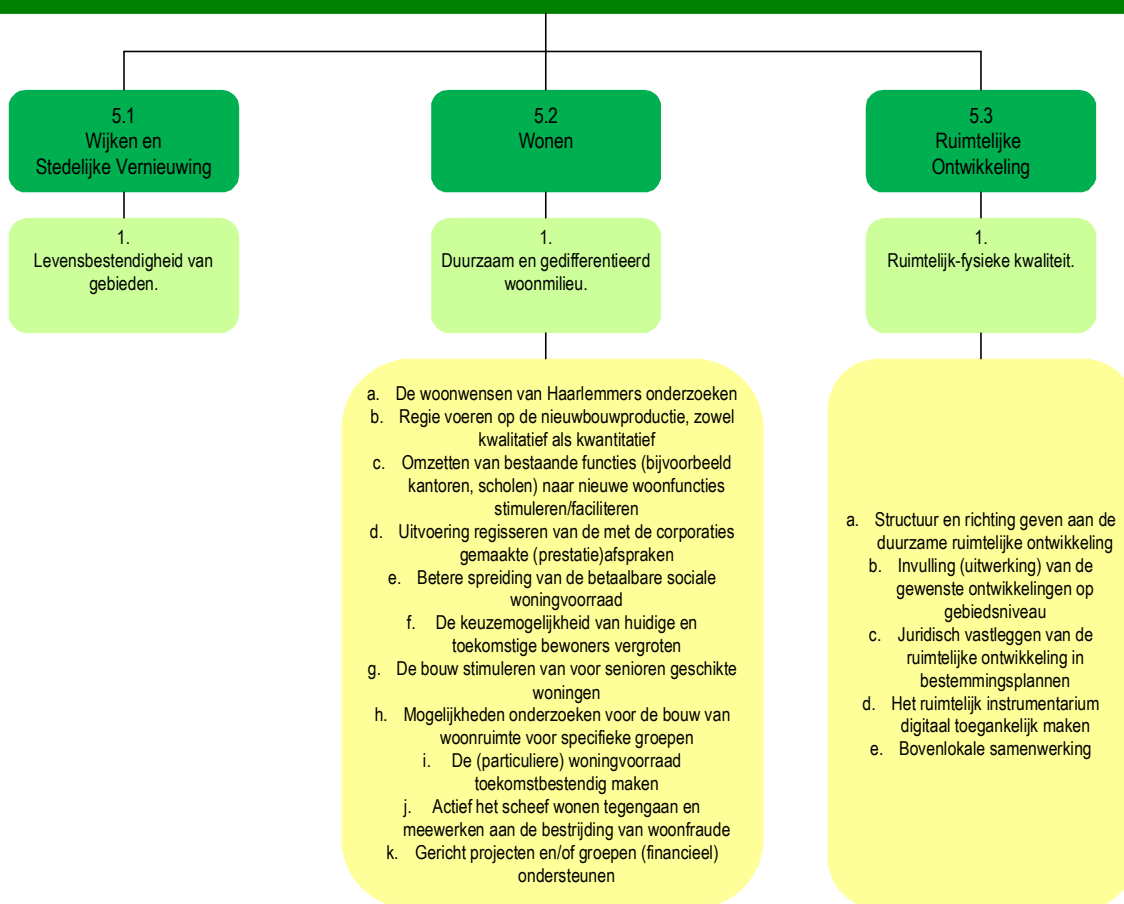 5.1
Wijken en
Stedelijke Vernieuwing
1.
Levensbestendigheid van
gebieden.
5.2
Wonen
1.
Duurzaam en gedifferentieerd
woonmilieu.
a. De woonwensen van Haarlemmers onderzoeken
b. Regie voeren op de nieuwbouwproductie, zowel
kwalitatief als kwantitatief
c. Omzetten van bestaande functies (bijvoorbeeld
kantoren, scholen) naar nieuwe woonfuncties
stimuleren/faciliteren
d. Uitvoering regisseren van de met de corporaties
gemaakte (prestatie)afspraken
e. Betere spreiding van de betaalbare sociale
woningvoorraad
f. De keuzemogelijkheid van huidige en
toekomstige bewoners vergroten
g. De bouw stimuleren van voor senioren geschikte
woningen
h. Mogelijkheden onderzoeken voor de bouw van
woonruimte voor specifieke groepen
i. De (particuliere) woningvoorraad
toekomstbestendig maken
j. Actief het scheef wonen tegengaan en
meewerken aan de bestrijding van woonfraude
k. Gericht projecten en/of groepen (financieel)
ondersteunen
5.3
Ruimtelijke
Ontwikkeling
1.
Ruimtelijk-fysieke kwaliteit.
a. Structuur en richting geven aan de
duurzame ruimtelijke ontwikkeling
b. Invulling (uitwerking) van de
gewenste ontwikkelingen op
gebiedsniveau
c. Juridisch vastleggen van de
ruimtelijke ontwikkeling in
bestemmingsplannen
d. Het ruimtelijk instrumentarium
digitaal toegankelijk maken
e. Bovenlokale samenwerking